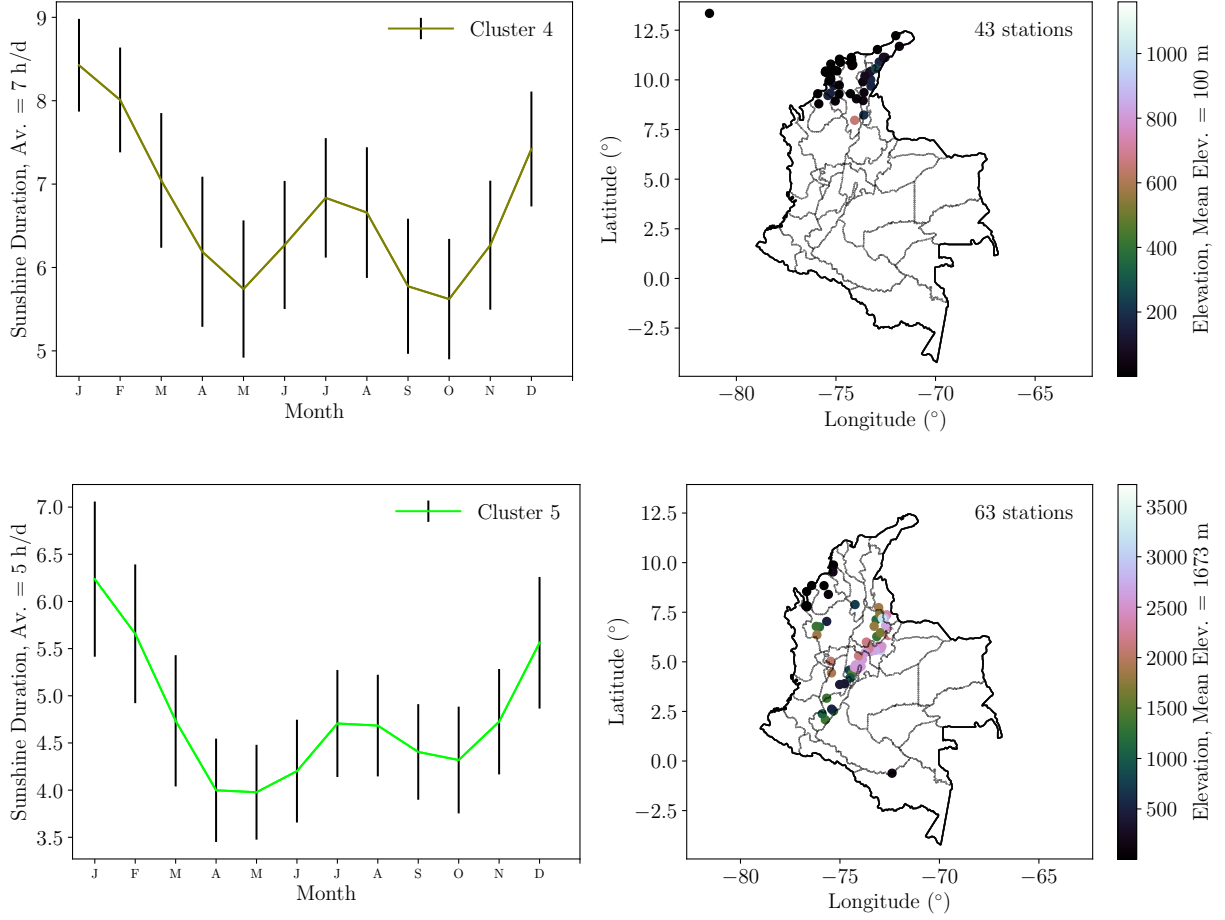 Sunshine Duration, Av. = 7 h/d
9
8
7
6
5
J F M A M J J A S O N D
Month
Cluster 4
43 stations
Latitude (°)
12.5
10.0
7.5
5.0
2.5
0.0
−2.5
−80 −75 −70 −65
Longitude (°)
1000
800
600
400
200
Elevation, Mean Elev. = 100 m
Sunshine Duration, Av. = 5 h/d
7.0
6.5
6.0
5.5
5.0
4.5
4.0
3.5
J F M A M J J A S O N D
Month
Cluster 5
63 stations
Latitude (°)
12.5
10.0
7.5
5.0
2.5
0.0
−2.5
−80 −75 −70 −65
Longitude (°)
3500
3000
2500
2000
1500
1000
500
Elevation, Mean Elev. = 1673 m